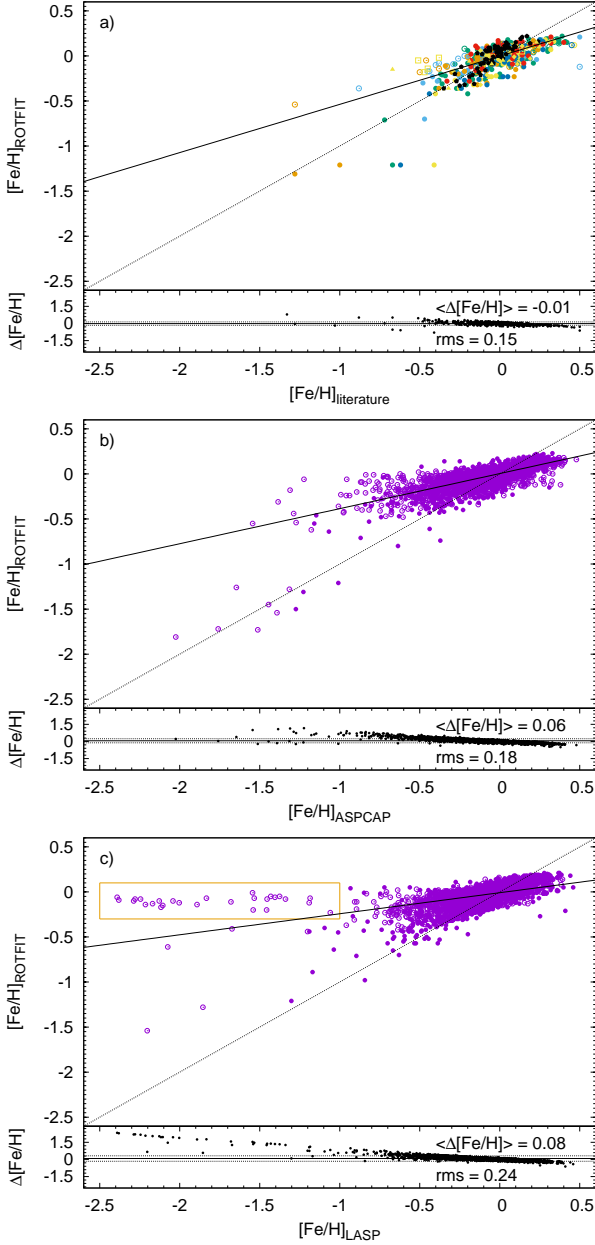 a)
0.5
0
-0.5
-1
-1.5
-2
-2.5
[Fe/H]ROTFIT
1.5
0
-1.5
Δ[Fe/H]
<Δ[Fe/H]> = -0.01
rms = 0.15
-2.5 -2 -1.5 -1 -0.5 0 0.5
[Fe/H]literature
b)
0.5
0
-0.5
-1
-1.5
-2
-2.5
[Fe/H]ROTFIT
1.5
0
-1.5
Δ[Fe/H]
<Δ[Fe/H]> = 0.06
rms = 0.18
-2.5 -2 -1.5 -1 -0.5 0 0.5
[Fe/H]ASPCAP
c)
0.5
0
-0.5
-1
-1.5
-2
-2.5
[Fe/H]ROTFIT
1.5
0
-1.5
Δ[Fe/H]
<Δ[Fe/H]> = 0.08
rms = 0.24
-2.5 -2 -1.5 -1 -0.5 0 0.5
[Fe/H]LASP